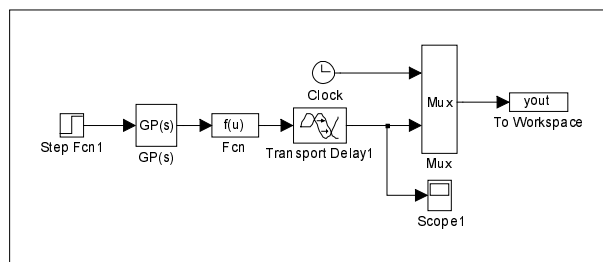 Clock
Mux
yout
To Workspace
GP(s)
f(u)
Step Fcn1
GP(s)
Fcn
Transport Delay1
Mux
Scope1